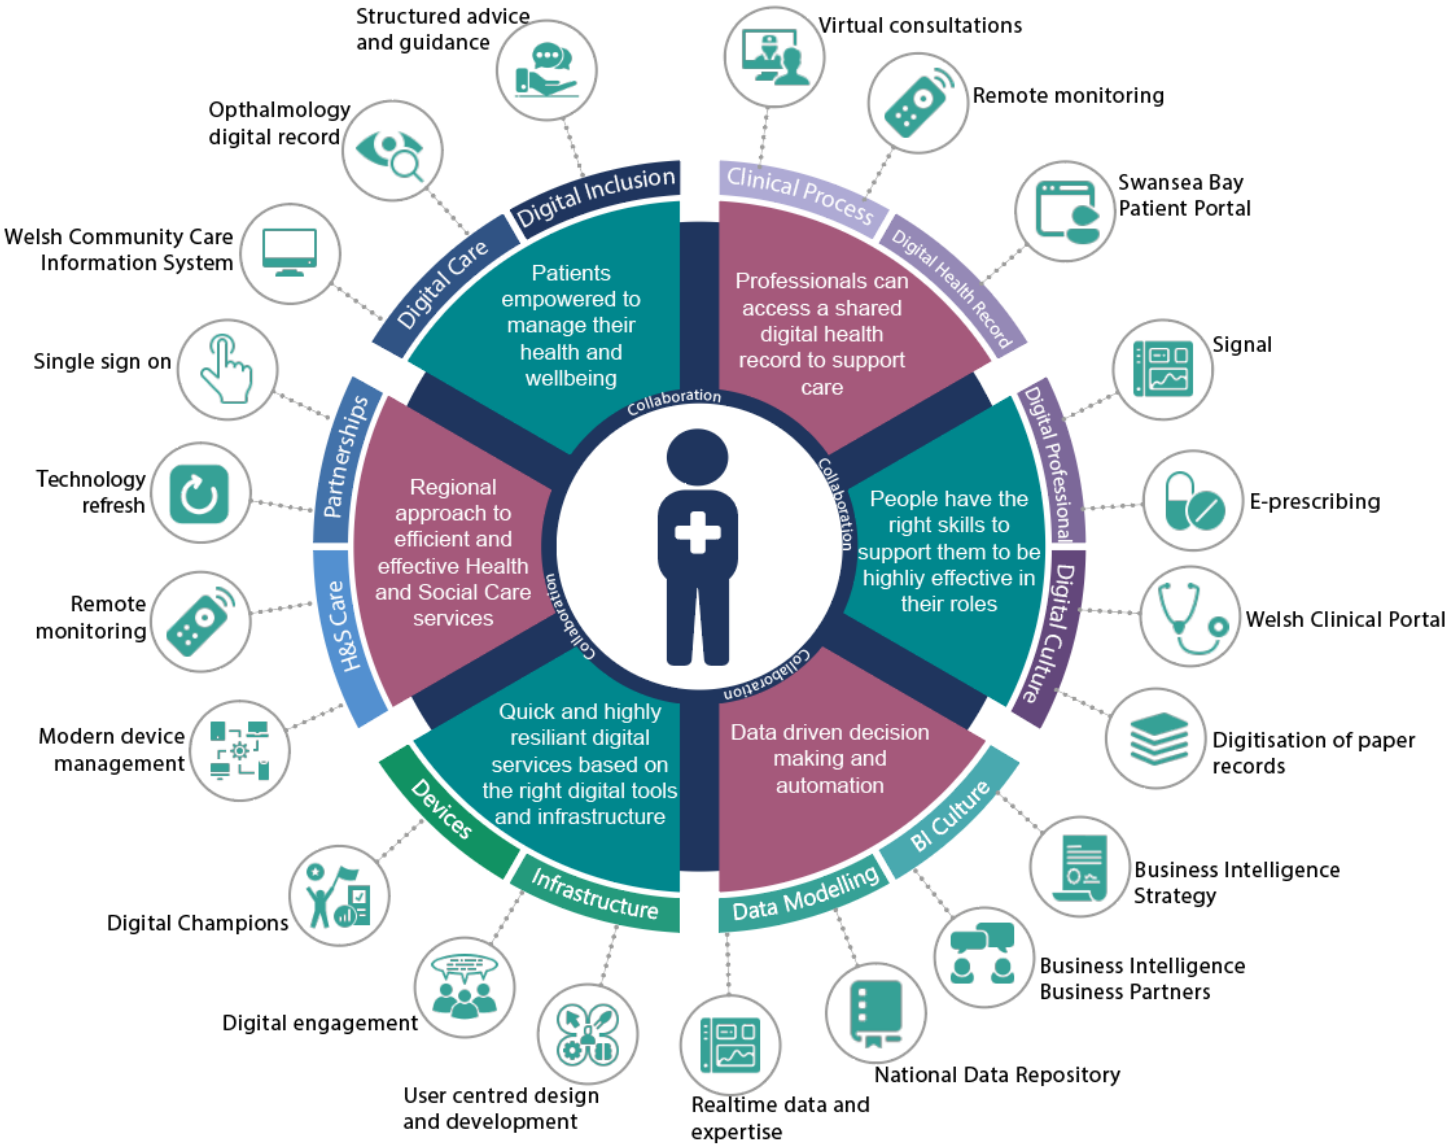 Structured advice
and guidance
Virtual consultations
Opthalmology
digital record
Remote monitoring
Welsh Community Care
Information System
Swansea Bay
Patient Portal
Single sign on
Signal
Technology
refresh
E-prescribing
Remote
monitoring
Welsh Clinical Portal
Modern device
management
Digitisation of paper
records
Digital Champions
Business Intelligence
Strategy
Digital engagement
Business Intelligence
Business Partners
User centred design
and development
National Data Repository
Realtime data and
expertise
Digital Inclusion
Digital Care
Patients
empowered to
manage their
health and
wellbeing
Clinical Process
Digital Health Record
Professionals can
access a shared
digital health
record to support
care
Digital Professional
Digital Culture
People have the
right skills to
support them to be
highliy effective in
their roles
BI Culture
Data Modelling
Data driven decision
making and
automation
Infrastructure
Devices
Quick and highly
resiliant digital
services based on
the right digital tools
and infrastructure
H&S Care
Partnerships
Regional
approach to
efficient and
effective Health
and Social Care
services
Collaboration
Collaboration
Collaboration
Collaboration